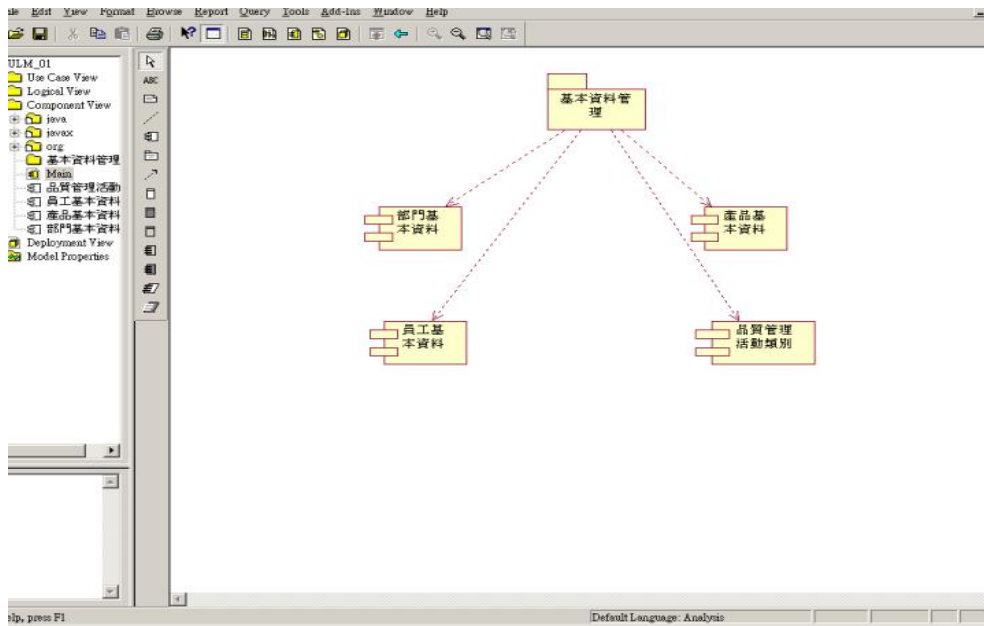 File Edit View Format Browse Report Query Tools Add-Ins Window Help
ULM_01
Use Case View
Logical View
Component View
java
javax
org
基本資料管理
Main
品質管理活動
員工基本資料
產品基本資料
部門基本資料
Deployment View
Model Properties
ABC
基本資料管
理
部門基
本資料
產品基
本資料
員工基
本資料
品質管理
活動類別
elp, press F1
Default Language: Analysis